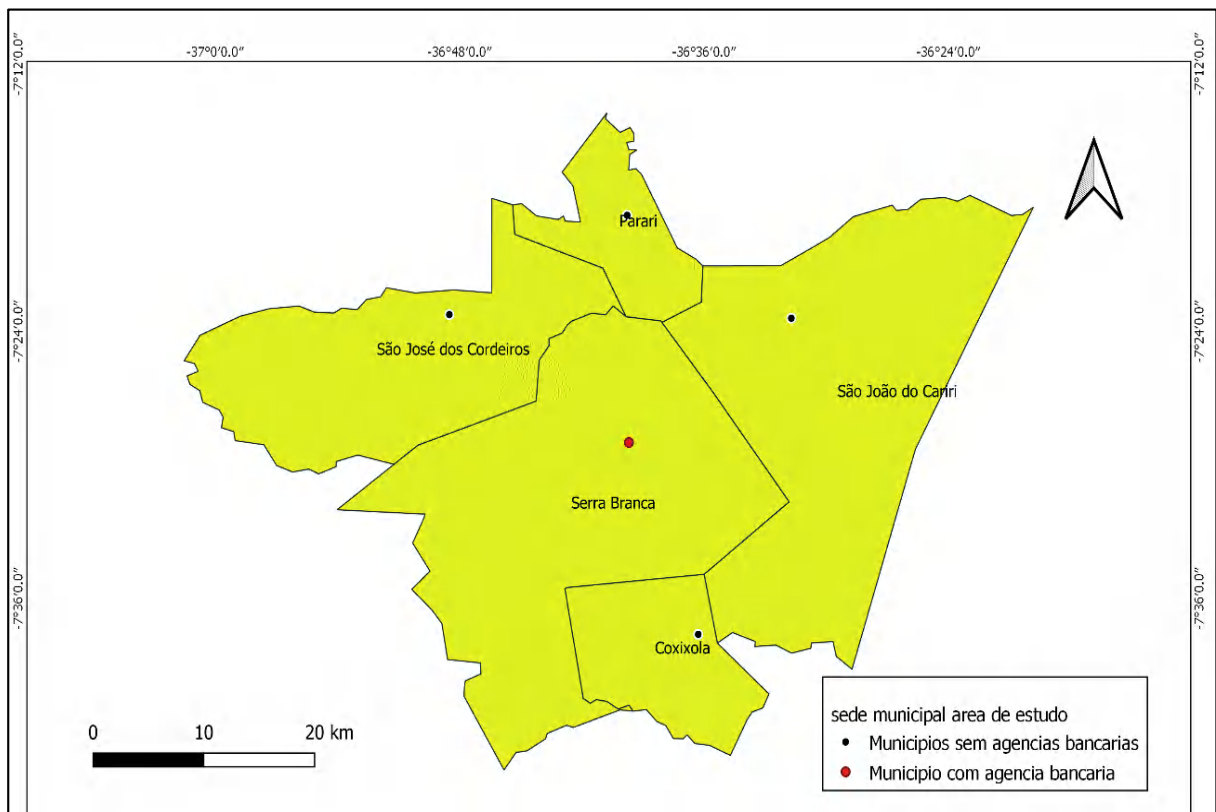 -37°0′0.0″
-36°48′0.0″
-36°36′0.0″
-36°24′0.0″
-7°12′0.0″
-7°12′0.0″
Parari
-7°24′0.0″
São José dos Cordeiros
-7°24′0.0″
São João do Cariri
Serra Branca
-7°36′0.0″
-7°36′0.0″
Coxixola
0 10 20 km
sede municipal area de estudo
Municipios sem agencias bancarias
Municipio com agencia bancaria